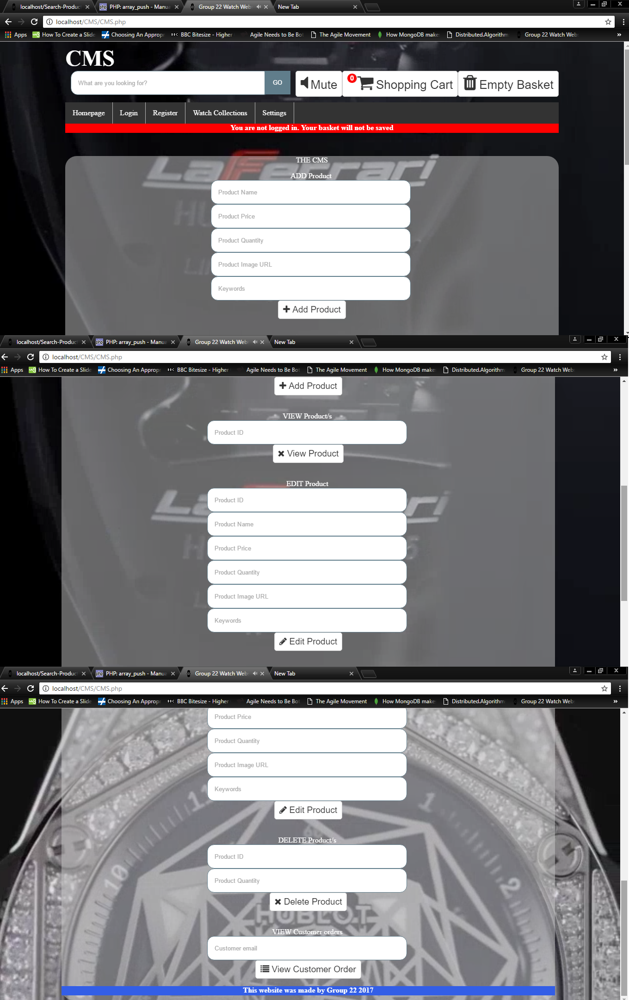 localhost/Search-Produc
PHP: array_push - Manua
Group 22 Watch Web
New Tab
localhost/CMS/CMS.php
Apps
How To Create a Slide
Choosing An Appropr
BBC Bitesize - Higher
Agile Needs to Be Bot
The Agile Movement
How MongoDB make
Distributed.Algorithm
Group 22 Watch Web
CMS
What are you looking for?
GO
Mute
0
Shopping Cart
Empty Basket
Homepage
Login
Register
Watch Collections
Settings
You are not logged in. Your basket will not be saved
LaFerrari
THE CMS
ADD Product
Product Name
Product Price
Product Quantity
Product Image URL
Keywords
Add Product
localhost/Search-Produc
PHP: array_push - Manua
Group 22 Watch Web
New Tab
localhost/CMS/CMS.php
Apps
How To Create a Slide
Choosing An Appropr
BBC Bitesize - Higher
Agile Needs to Be Bot
The Agile Movement
How MongoDB make
Distributed.Algorithm
Group 22 Watch Web
Add Product
VIEW Product/s
Product ID
View Product
EDIT Product
Product ID
Product Name
Product Price
Product Quantity
Product Image URL
Keywords
Edit Product
localhost/Search-Produc
PHP: array_push - Manua
Group 22 Watch Web
New Tab
localhost/CMS/CMS.php
Apps
How To Create a Slide
Choosing An Appropr
BBC Bitesize - Higher
Agile Needs to Be Bot
The Agile Movement
How MongoDB make
Distributed.Algorithm
Group 22 Watch Web
Product Price
Product Quantity
Product Image URL
Keywords
Edit Product
1
10
2
DELETE Product/s
Product ID
Product Quantity
Delete Product
HUBLOT
VIEW Customer orders
Customer email
View Customer Order
This website was made by Group 22 2017